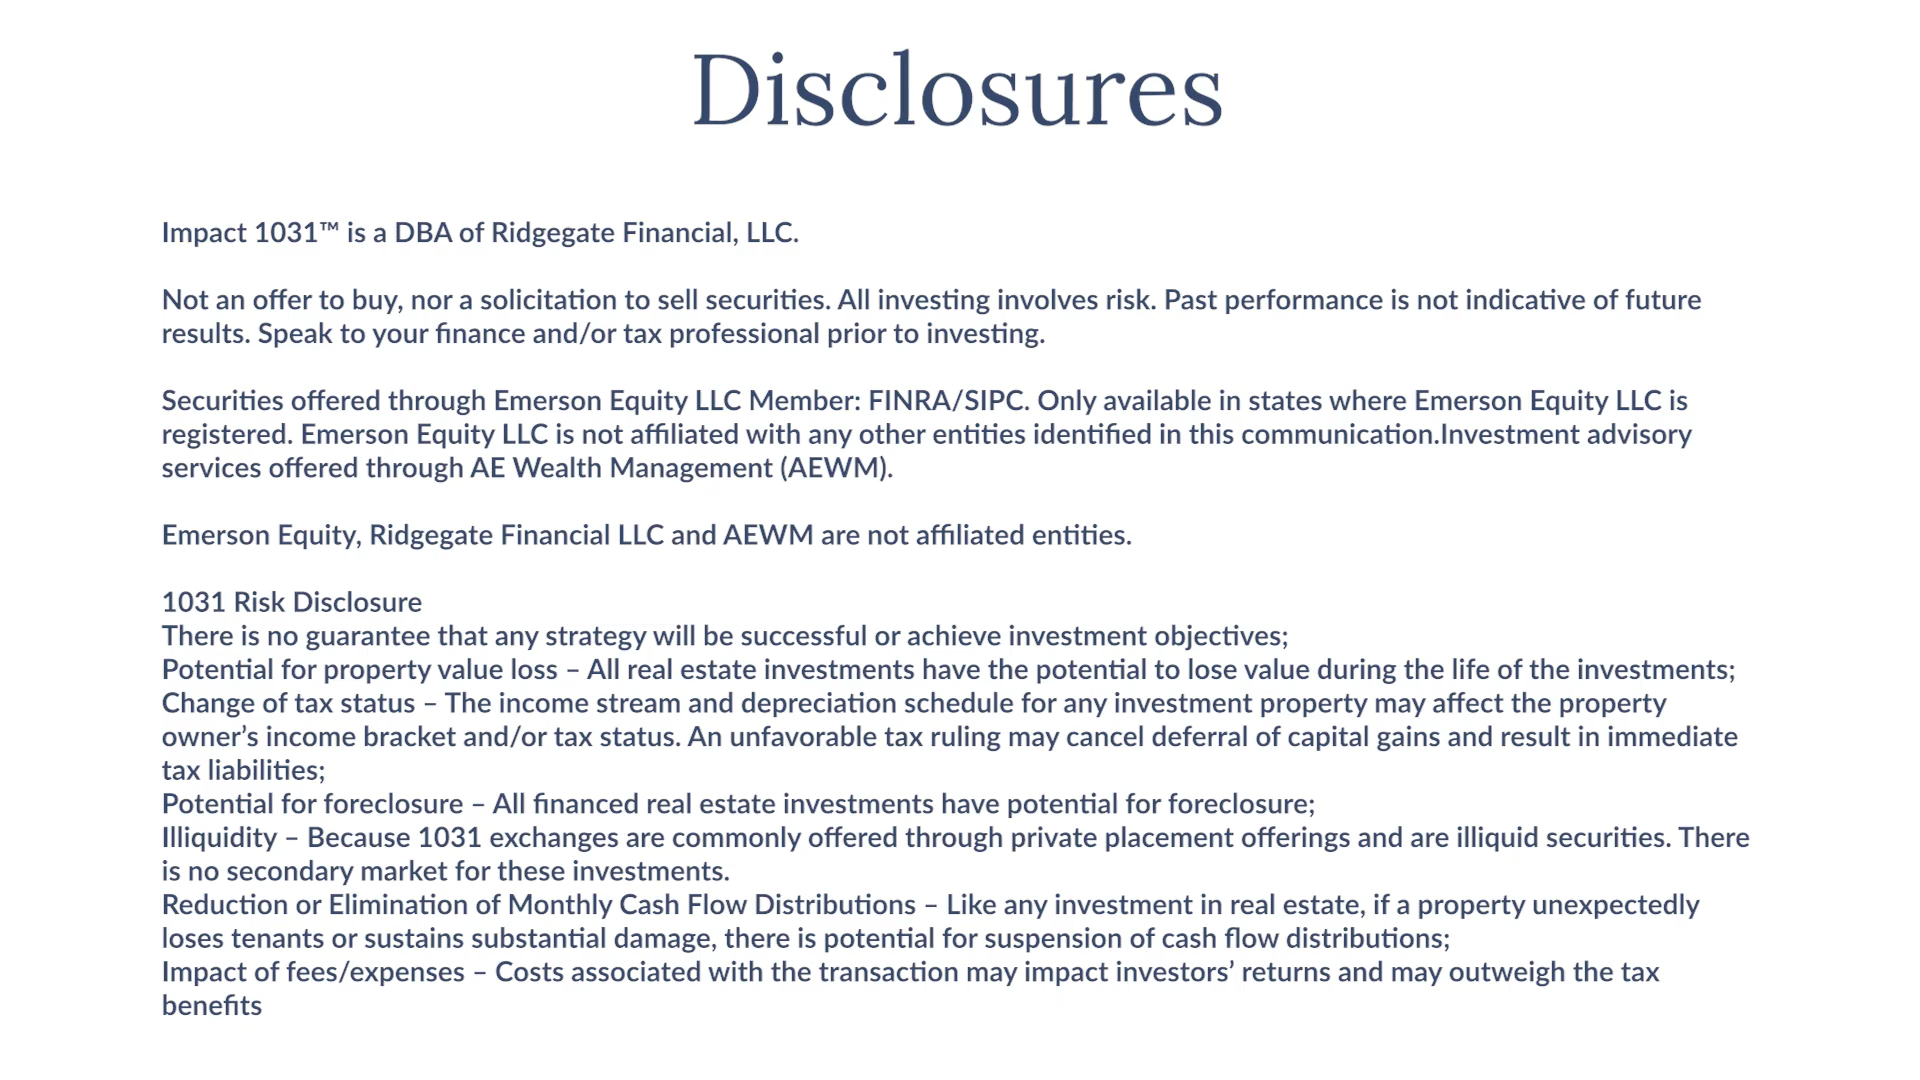 Disclosures
Impact 1031™ is a DBA of Ridgegate Financial, LLC.
Not an offer to buy, nor a solicitation to sell securities. All investing involves risk. Past performance is not indicative of future
results. Speak to your finance and/or tax professional prior to investing.
Securities offered through Emerson Equity LLC Member: FINRA/SIPC. Only available in states where Emerson Equity LLC is
registered. Emerson Equity LLC is not affiliated with any other entities identified in this communication.Investment advisory
services offered through AE Wealth Management (AEWM).
Emerson Equity, Ridgegate Financial LLC and AEWM are not affiliated entities.
1031 Risk Disclosure
There is no guarantee that any strategy will be successful or achieve investment objectives;
Potential for property value loss – All real estate investments have the potential to lose value during the life of the investments;
Change of tax status – The income stream and depreciation schedule for any investment property may affect the property
owner’s income bracket and/or tax status. An unfavorable tax ruling may cancel deferral of capital gains and result in immediate
tax liabilities;
Potential for foreclosure – All financed real estate investments have potential for foreclosure;
Illiquidity – Because 1031 exchanges are commonly offered through private placement offerings and are illiquid securities. There
is no secondary market for these investments.
Reduction or Elimination of Monthly Cash Flow Distributions – Like any investment in real estate, if a property unexpectedly
loses tenants or sustains substantial damage, there is potential for suspension of cash flow distributions;
Impact of fees/expenses – Costs associated with the transaction may impact investors’ returns and may outweigh the tax
benefits